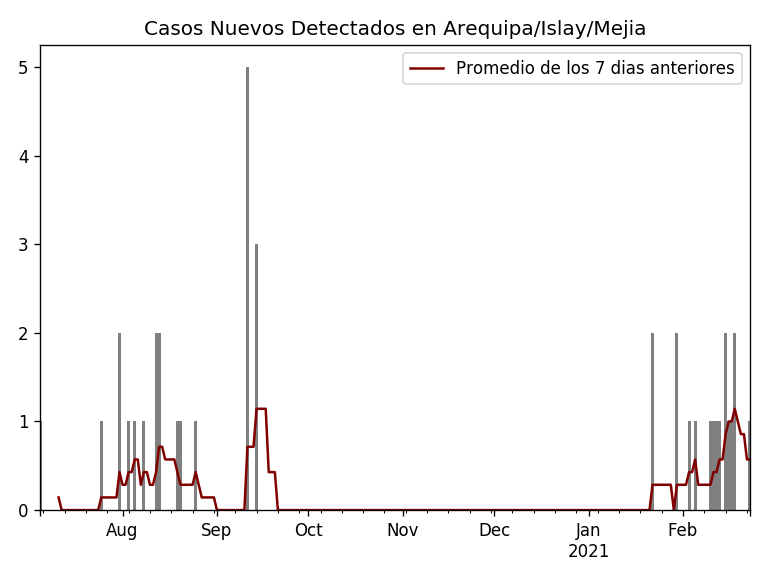 Casos Nuevos Detectados en Arequipa/Islay/Mejia
Promedio de los 7 dias anteriores
5
4
3
2
1
0
Aug Sep Oct Nov Dec Jan Feb
2021